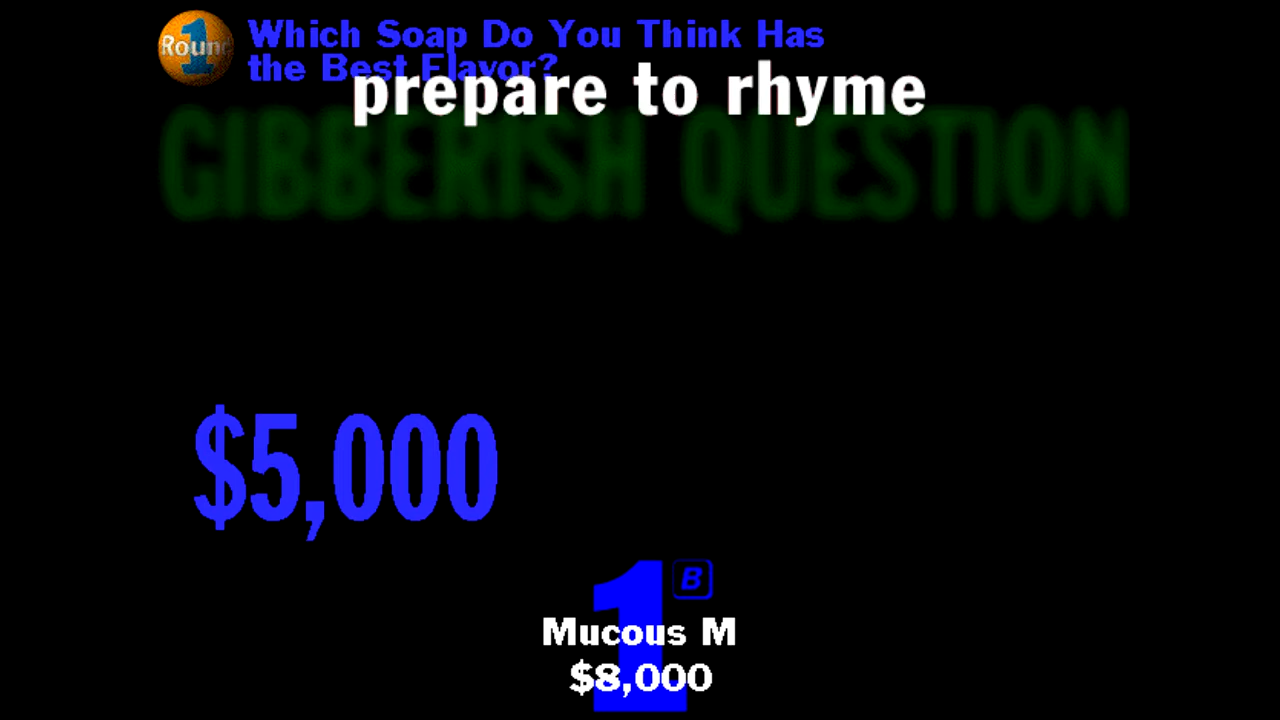 Round 1
Which Soap Do You Think Has
the Best Flavor?
prepare to rhyme
GIBBERISH QUESTION
$5,000
1 B
Mucous M
$8,000